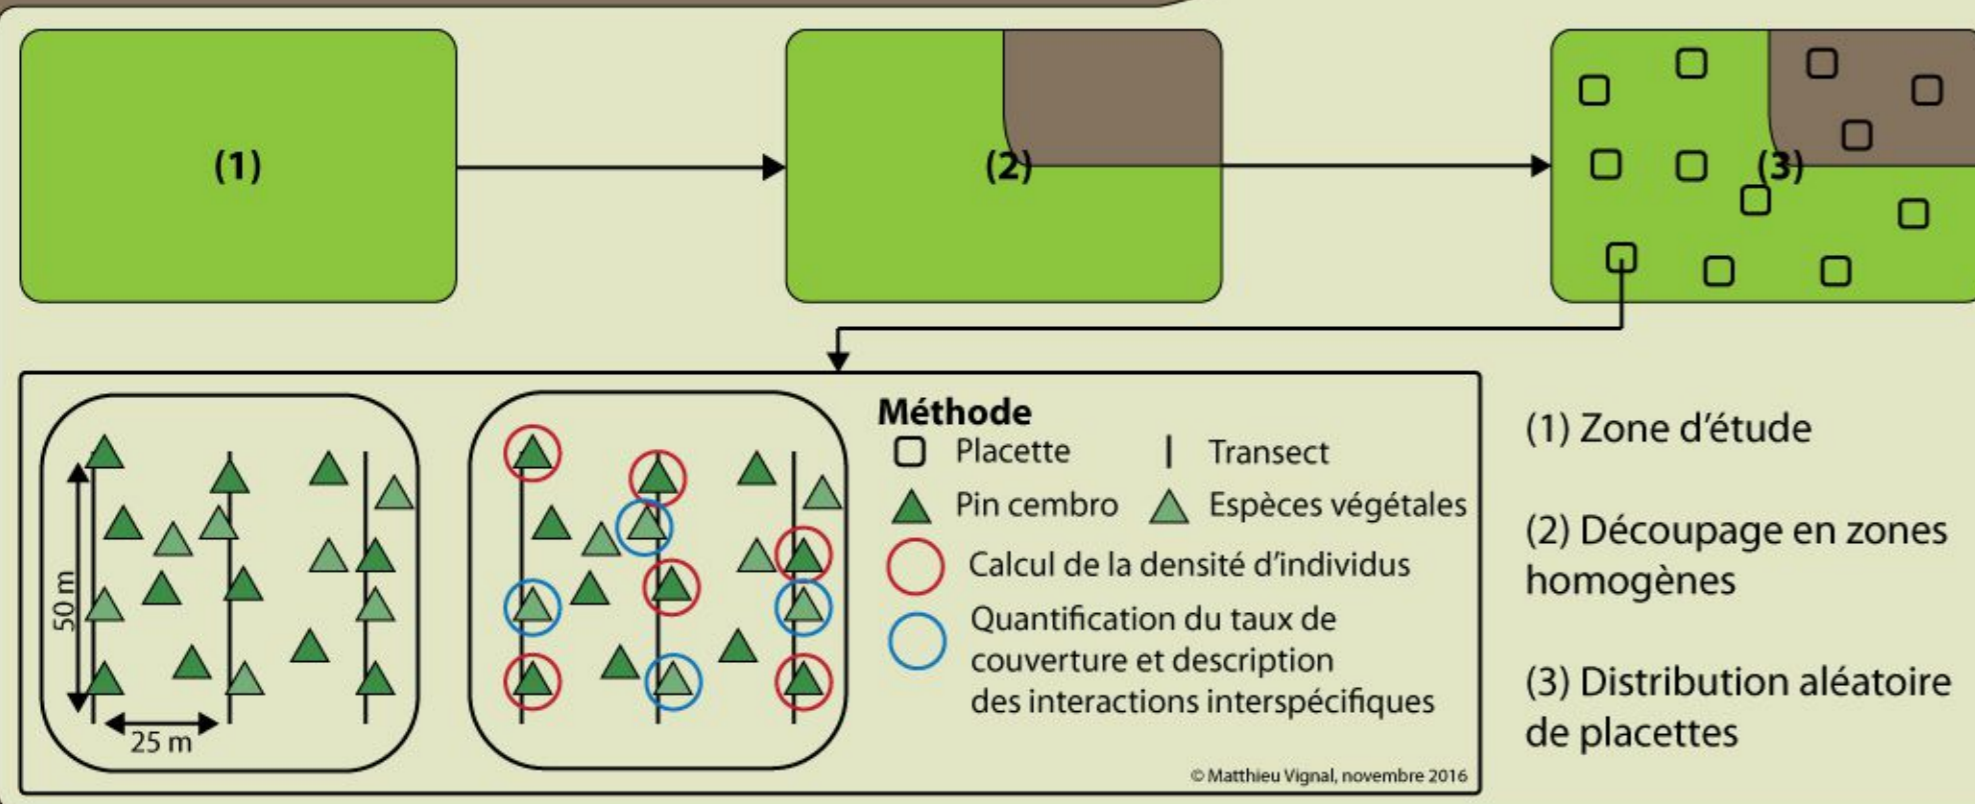 (1)
(2)
(3)
50 m
25 m
Méthode
Placette
Transect
Pin cembro
Espèces végétales
Calcul de la densité d'individus
Quantification du taux de
couverture et description
des interactions interspécifiques
© Matthieu Vignal, novembre 2016
(1) Zone d'étude
(2) Découpage en zones
homogènes
(3) Distribution aléatoire
de placettes